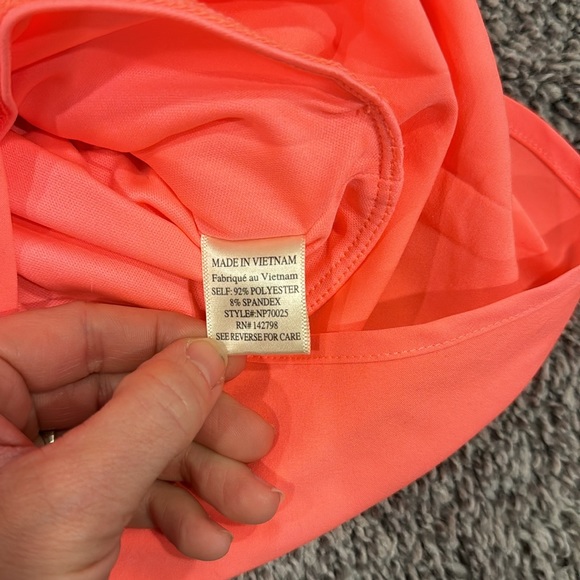 MADE IN VIETNAM
Fabriqué au Vietnam
SELF: 92% POLYESTER
8% SPANDEX
STYLE#:NP70025
RN# 142798
SEE REVERSE FOR CARE